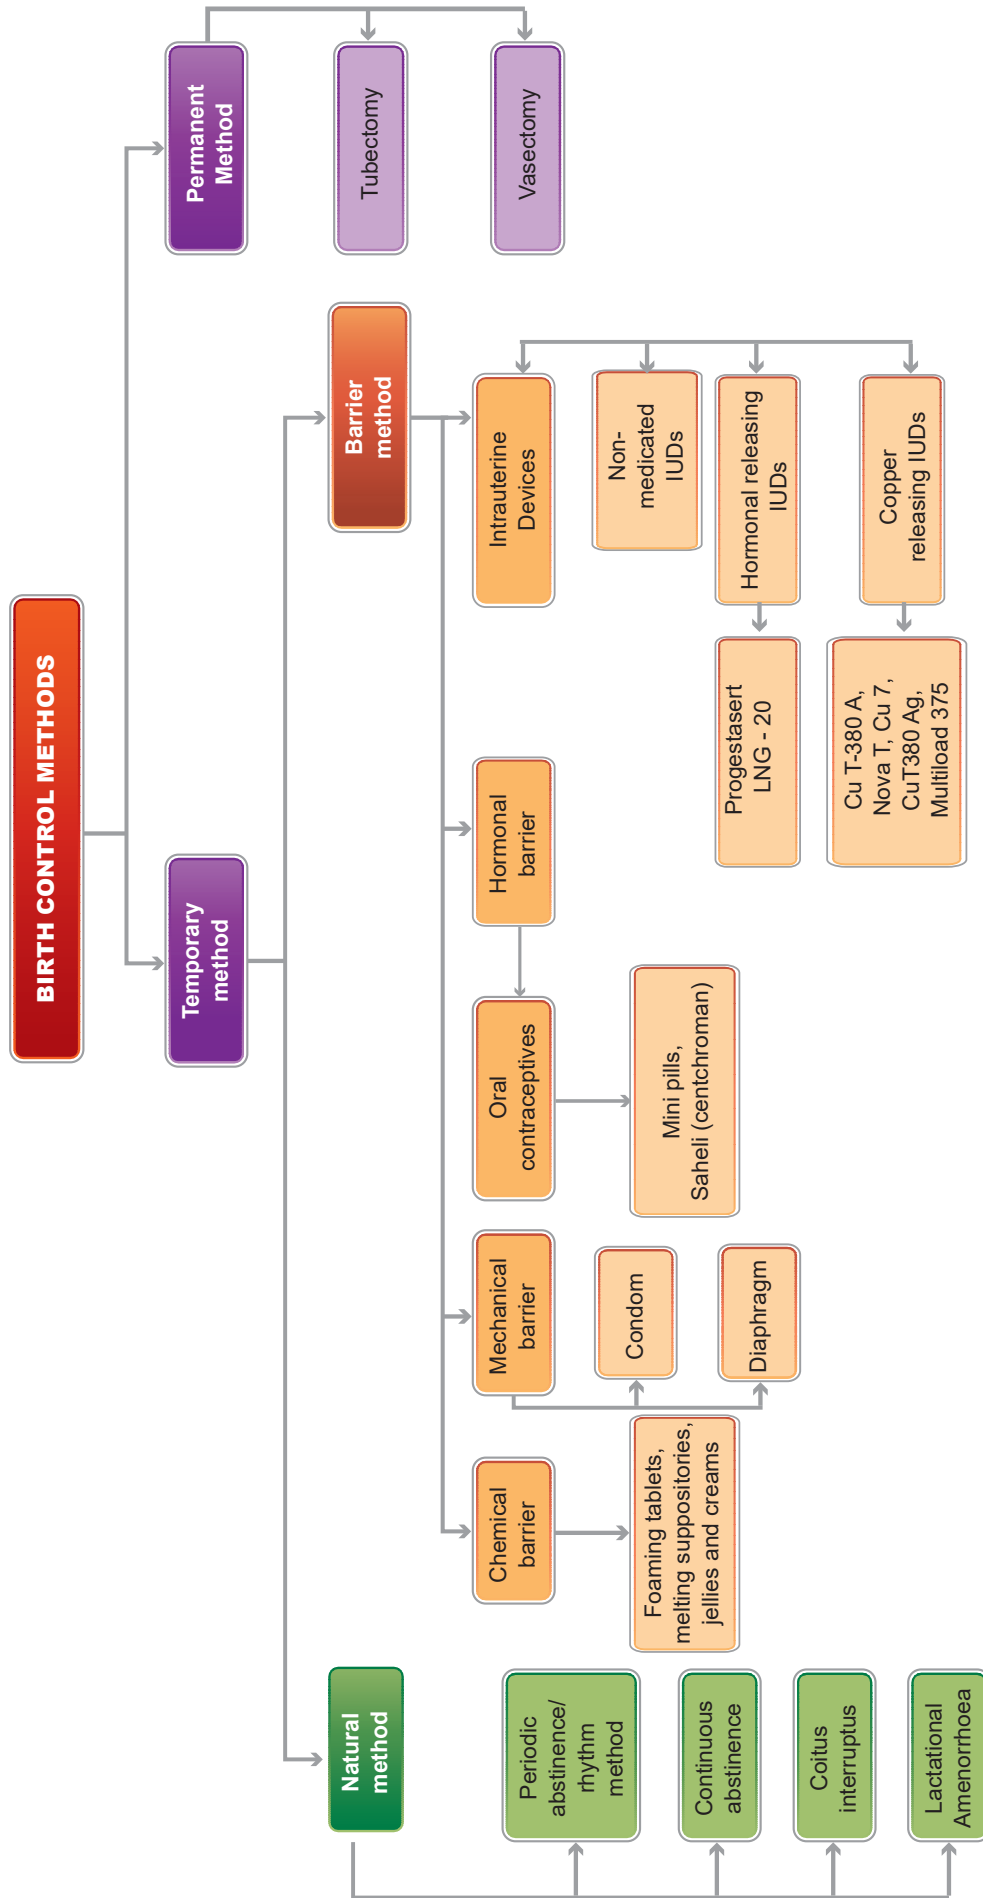 BIRTH CONTROL METHODS
Temporary
method
Permanent
Method
Tubectomy
Vasectomy
Natural
method
Barrier
method
Periodic
abstinence/
rhythm
method
Continuous
abstinence
Coitus
interruptus
Lactational
Amenorrhoea
Chemical
barrier
Foaming tablets,
melting suppositories,
jellies and creams
Mechanical
barrier
Condom
Diaphragm
Oral
contraceptives
Mini pills,
Saheli (centchroman)
Hormonal
barrier
Intrauterine
Devices
Non-
medicated
IUDs
Hormonal releasing
IUDs
Progestasert
LNG - 20
Copper
releasing IUDs
Cu T-380 A,
Nova T, Cu 7,
CuT380 Ag,
Multiload 375